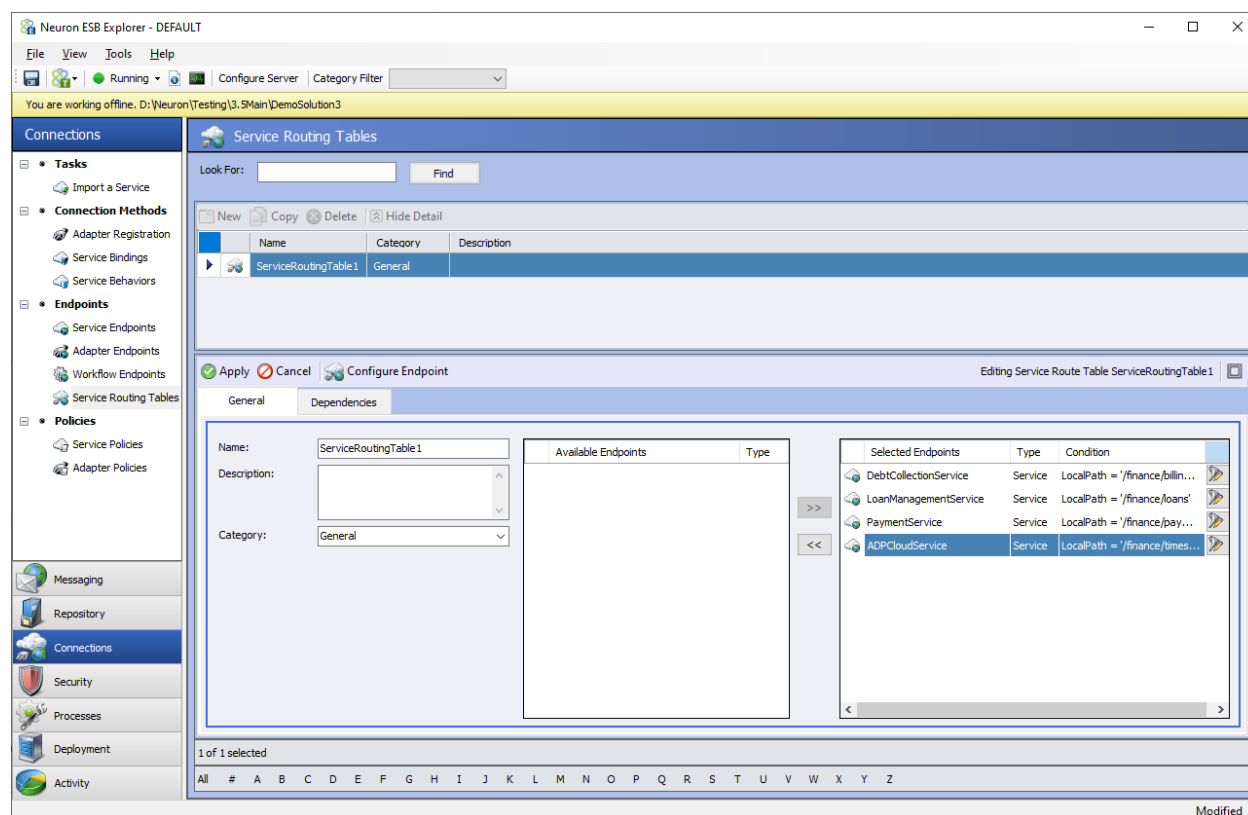 Neuron ESB Explorer - DEFAULT
File View Tools Help
Running Configure Server Category Filter
You are working offline. D:\Neuron\Testing\3.5Main\DemoSolution3
Connections
Tasks
Import a Service
Connection Methods
Adapter Registration
Service Bindings
Service Behaviors
Endpoints
Service Endpoints
Adapter Endpoints
Workflow Endpoints
Service Routing Tables
Policies
Service Policies
Adapter Policies
Messaging
Repository
Connections
Security
Processes
Deployment
Activity
Service Routing Tables
Look For: Find
New Copy Delete Hide Detail
Name Category Description
ServiceRoutingTable1 General
Apply Cancel Configure Endpoint Editing Service Route Table ServiceRoutingTable1
General Dependencies
Name: ServiceRoutingTable1
Description:
Category: General
Available Endpoints Type
>>
<<
Selected Endpoints Type Condition
DebtCollectionService Service LocalPath = '/finance/billin...
LoanManagementService Service LocalPath = '/finance/loans'
PaymentService Service LocalPath = '/finance/pay...
ADPCloudService Service LocalPath = '/finance/times...
1 of 1 selected
All # A B C D E F G H I J K L M N O P Q R S T U V W X Y Z
Modified